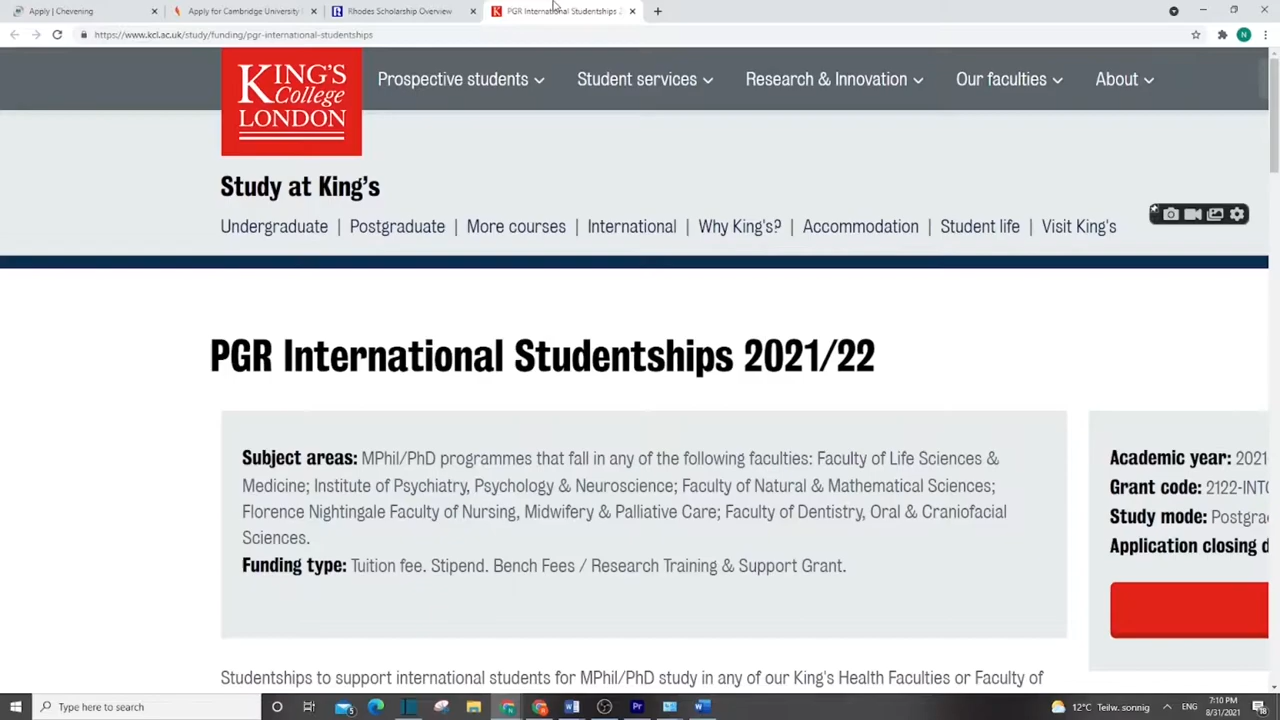 Apply | Chevening
Apply for Cambridge University
Rhodes Scholarship Overview
PGR International Studentships 2
https://www.kcl.ac.uk/study/funding/pgr-international-studentships
N
KING'S
College
LONDON
Prospective students
Student services
Research & Innovation
Our faculties
About
Study at King's
Undergraduate | Postgraduate | More courses | International | Why King's? | Accommodation | Student life | Visit King's
PGR International Studentships 2021/22
Subject areas: MPhil/PhD programmes that fall in any of the following faculties: Faculty of Life Sciences &
Medicine; Institute of Psychiatry, Psychology & Neuroscience; Faculty of Natural & Mathematical Sciences;
Florence Nightingale Faculty of Nursing, Midwifery & Palliative Care; Faculty of Dentistry, Oral & Craniofacial
Sciences.
Funding type: Tuition fee. Stipend. Bench Fees / Research Training & Support Grant.
Academic year: 2021
Grant code: 2122-INTO
Study mode: Postgra
Application closing d
Studentships to support international students for MPhil/PhD study in any of our King's Health Faculties or Faculty of
Type here to search
12°C Teilw. sonnig
7:10 PM
8/31/2021